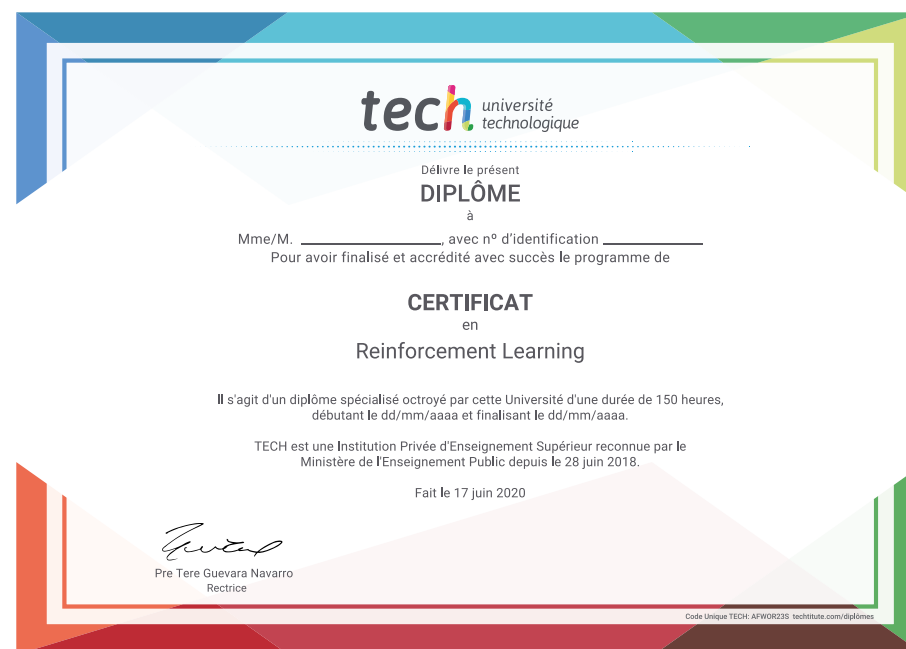 tech université
technologique
Délivre le présent
DIPLÔME
à
Mme/M. ____________________, avec nº d'identification ______________
Pour avoir finalisé et accrédité avec succès le programme de
CERTIFICAT
en
Reinforcement Learning
Il s'agit d'un diplôme spécialisé octroyé par cette Université d'une durée de 150 heures,
débutant le dd/mm/aaaa et finalisant le dd/mm/aaaa.
TECH est une Institution Privée d'Enseignement Supérieur reconnue par le
Ministère de l'Enseignement Public depuis le 28 juin 2018.
Fait le 17 juin 2020
Pre Tere Guevara Navarro
Rectrice
Code Unique TECH: AFWOR23S techtitute.com/diplômes